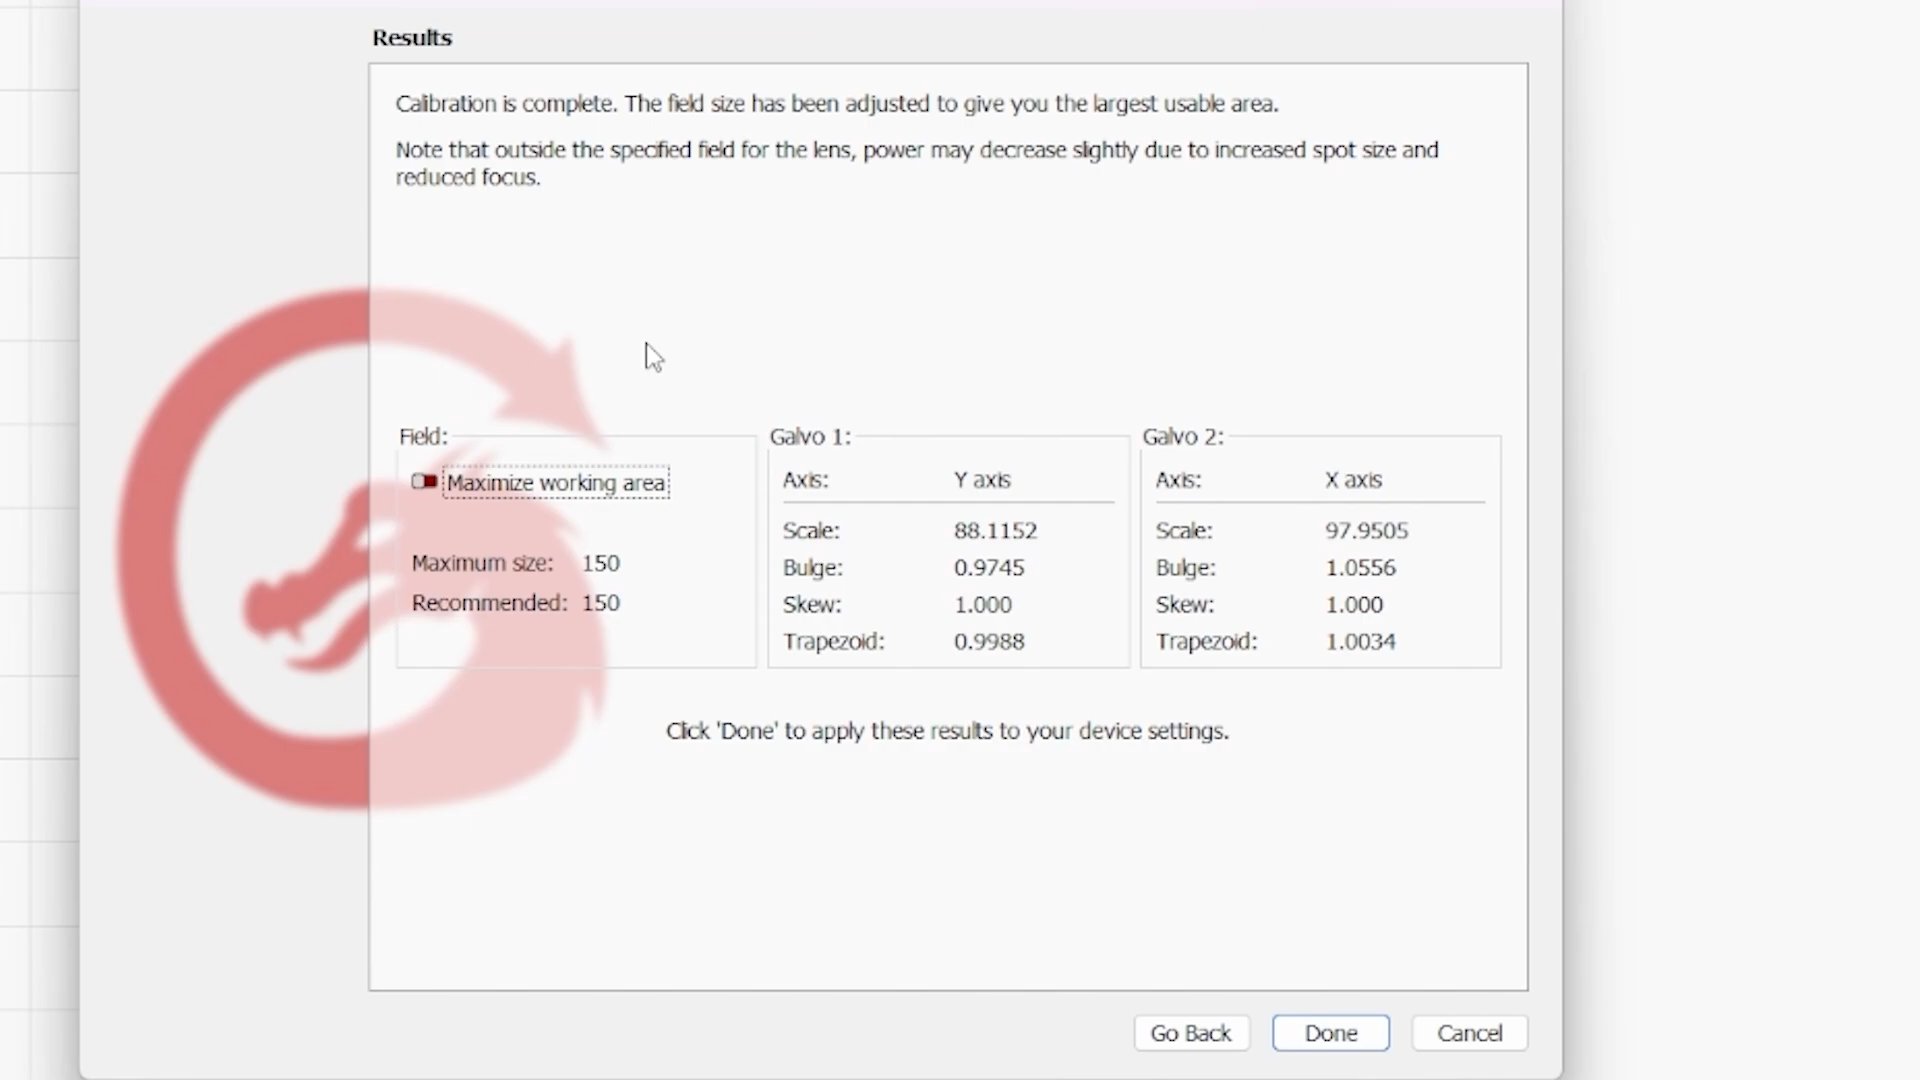 Results
Calibration is complete. The field size has been adjusted to give you the largest usable area.
Note that outside the specified field for the lens, power may decrease slightly due to increased spot size and
reduced focus.
Field:
Maximize working area
Maximum size: 150
Recommended: 150
Galvo 1:
Axis: Y axis
Scale: 88.1152
Bulge: 0.9745
Skew: 1.000
Trapezoid: 0.9988
Galvo 2:
Axis: X axis
Scale: 97.9505
Bulge: 1.0556
Skew: 1.000
Trapezoid: 1.0034
Click 'Done' to apply these results to your device settings.
Go Back
Done
Cancel